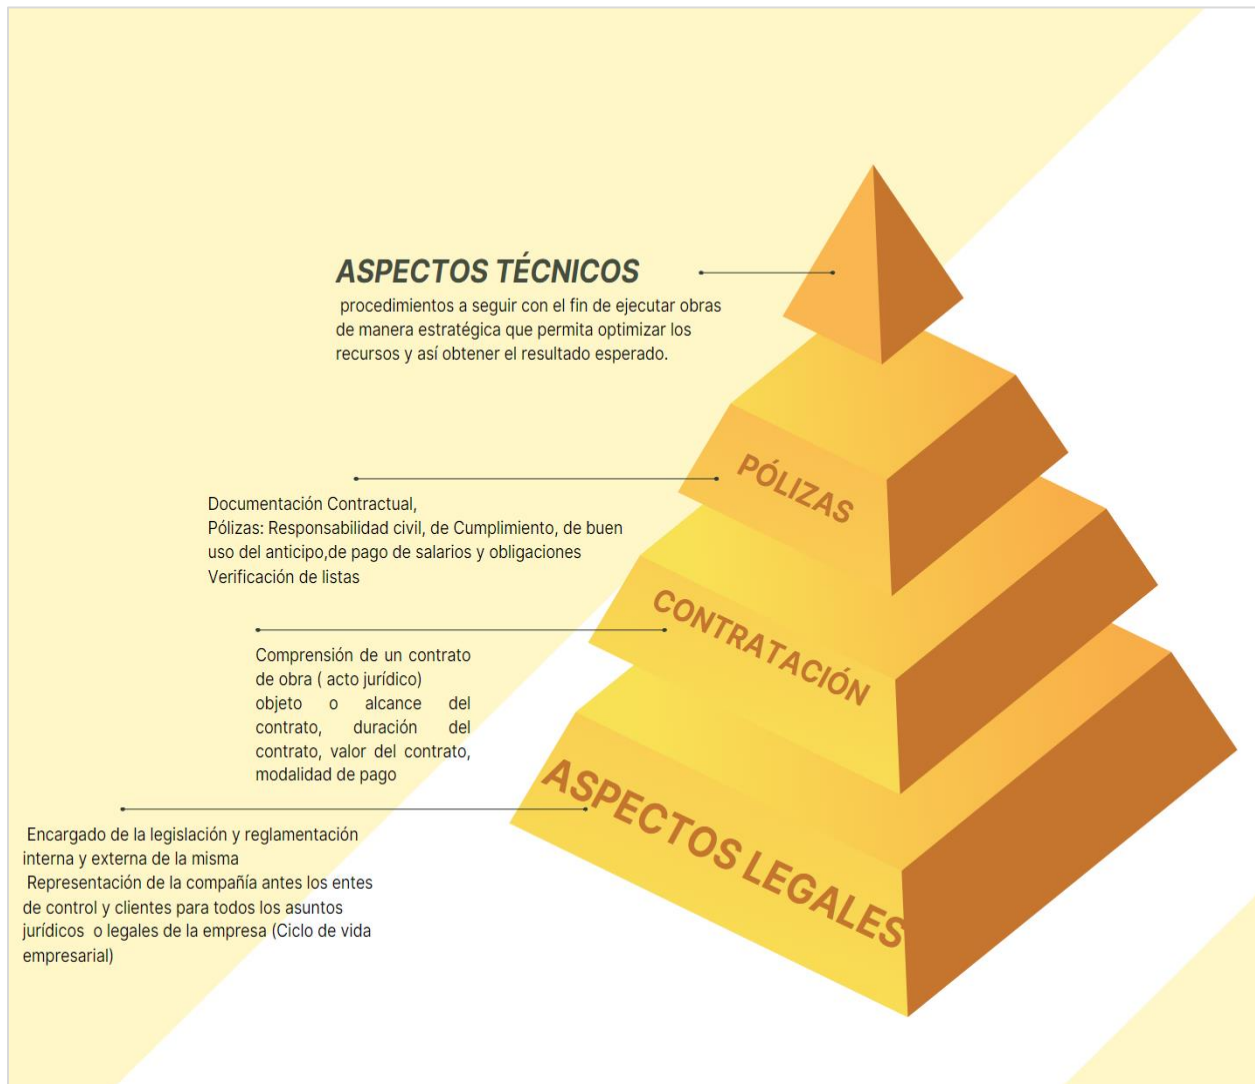 ASPECTOS TÉCNICOS
procedimientos a seguir con el fin de ejecutar obras
de manera estratégica que permita optimizar los
recursos y así obtener el resultado esperado.
PÓLIZAS
Documentación Contractual,
Pólizas: Responsabilidad civil, de Cumplimiento, de buen
uso del anticipo,de pago de salarios y obligaciones
Verificación de listas
CONTRATACIÓN
Comprensión de un contrato
de obra ( acto jurídico)
objeto o alcance del
contrato, duración del
contrato, valor del contrato,
modalidad de pago
ASPECTOS LEGALES
Encargado de la legislación y reglamentación
interna y externa de la misma
Representación de la compañía antes los entes
de control y clientes para todos los asuntos
jurídicos o legales de la empresa (Ciclo de vida
empresarial)